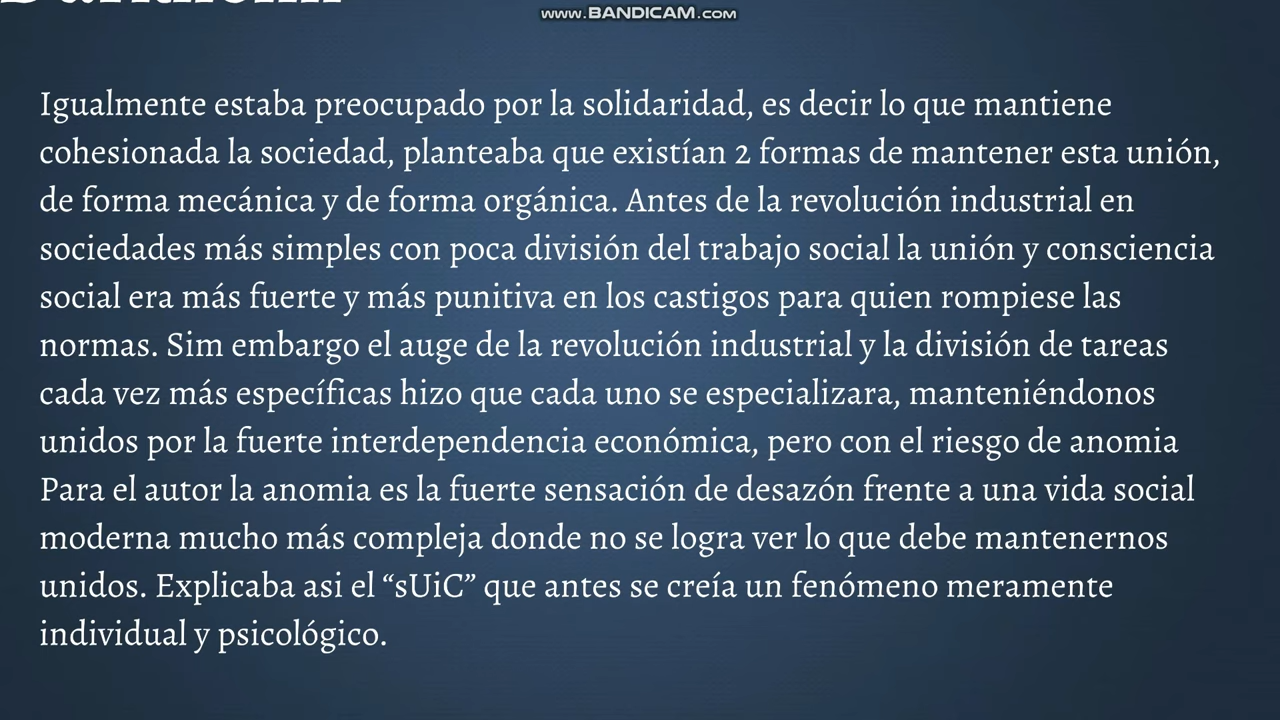 www.BANDICAM.com
Igualmente estaba preocupado por la solidaridad, es decir lo que mantiene
cohesionada la sociedad, planteaba que existían 2 formas de mantener esta unión,
de forma mecánica y de forma orgánica. Antes de la revolución industrial en
sociedades más simples con poca división del trabajo social la unión y consciencia
social era más fuerte y más punitiva en los castigos para quien rompiese las
normas. Sim embargo el auge de la revolución industrial y la división de tareas
cada vez más específicas hizo que cada uno se especializara, manteniéndonos
unidos por la fuerte interdependencia económica, pero con el riesgo de anomia
Para el autor la anomia es la fuerte sensación de desazón frente a una vida social
moderna mucho más compleja donde no se logra ver lo que debe mantenernos
unidos. Explicaba asi el “sUiC” que antes se creía un fenómeno meramente
individual y psicológico.